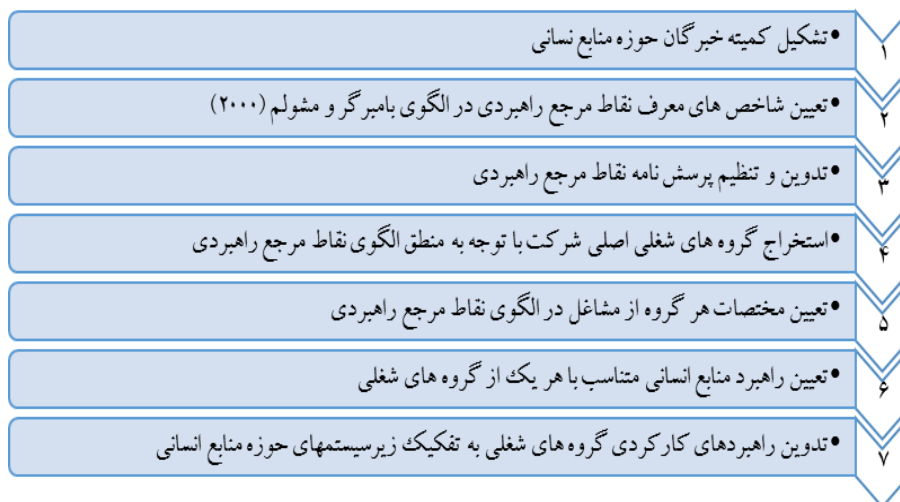 ۱
•تشکیل کمیته خبرگان حوزه منابع نسانی
۲
•تعیین شاخص های معرف نقاط مرجع راهبردی در الگوی بامبرگر و مشولم (۲۰۰۰)
۳
•تدوین و تنظیم پرسش نامه نقاط مرجع راهبردی
۴
•استخراج گروه های شغلی اصلی شرکت با توجه به منطق الگوی نقاط مرجع راهبردی
۵
•تعیین مختصات هر گروه از مشاغل در الگوی نقاط مرجع راهبردی
۶
•تعیین راهبرد منابع انسانی متناسب با هر یک از گروه های شغلی
۷
•تدوین راهبردهای کارکردی گروه های شغلی به تفکیک زیرسیستمهای حوزه منابع انسانی